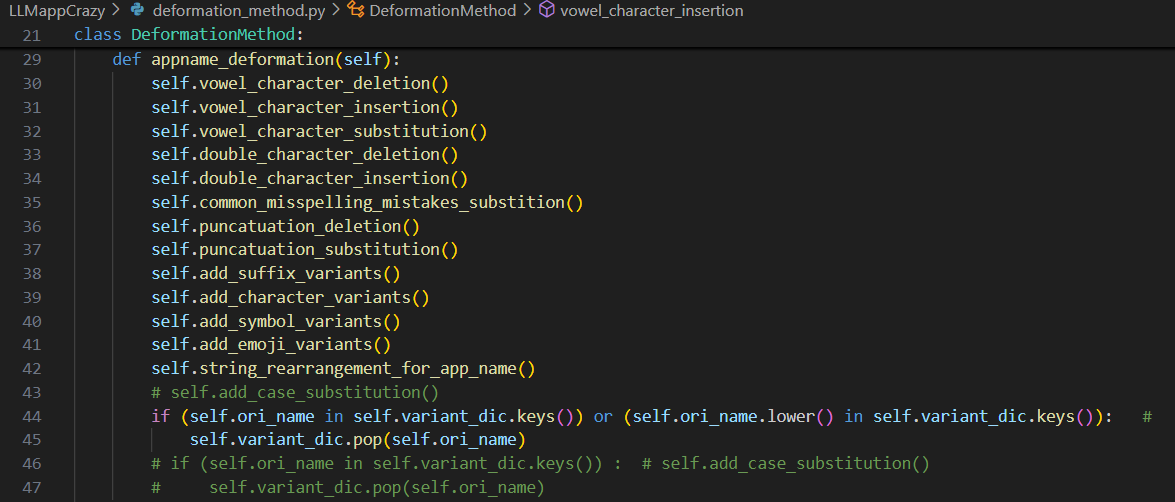 LLMappCrazy > deformation_method.py > DeformationMethod > vowel_character_insertion
21 class DeformationMethod:
29     def appname_deformation(self):
30         self.vowel_character_deletion()
31         self.vowel_character_insertion()
32         self.vowel_character_substitution()
33         self.double_character_deletion()
34         self.double_character_insertion()
35         self.common_misspelling_mistakes_substition()
36         self.puncatuation_deletion()
37         self.puncatuation_substitution()
38         self.add_suffix_variants()
39         self.add_character_variants()
40         self.add_symbol_variants()
41         self.add_emoji_variants()
42         self.string_rearrangement_for_app_name()
43         # self.add_case_substitution()
44         if (self.ori_name in self.variant_dic.keys()) or (self.ori_name.lower() in self.variant_dic.keys()):   #
45             self.variant_dic.pop(self.ori_name)
46         # if (self.ori_name in self.variant_dic.keys()) :  # self.add_case_substitution()
47         #     self.variant_dic.pop(self.ori_name)